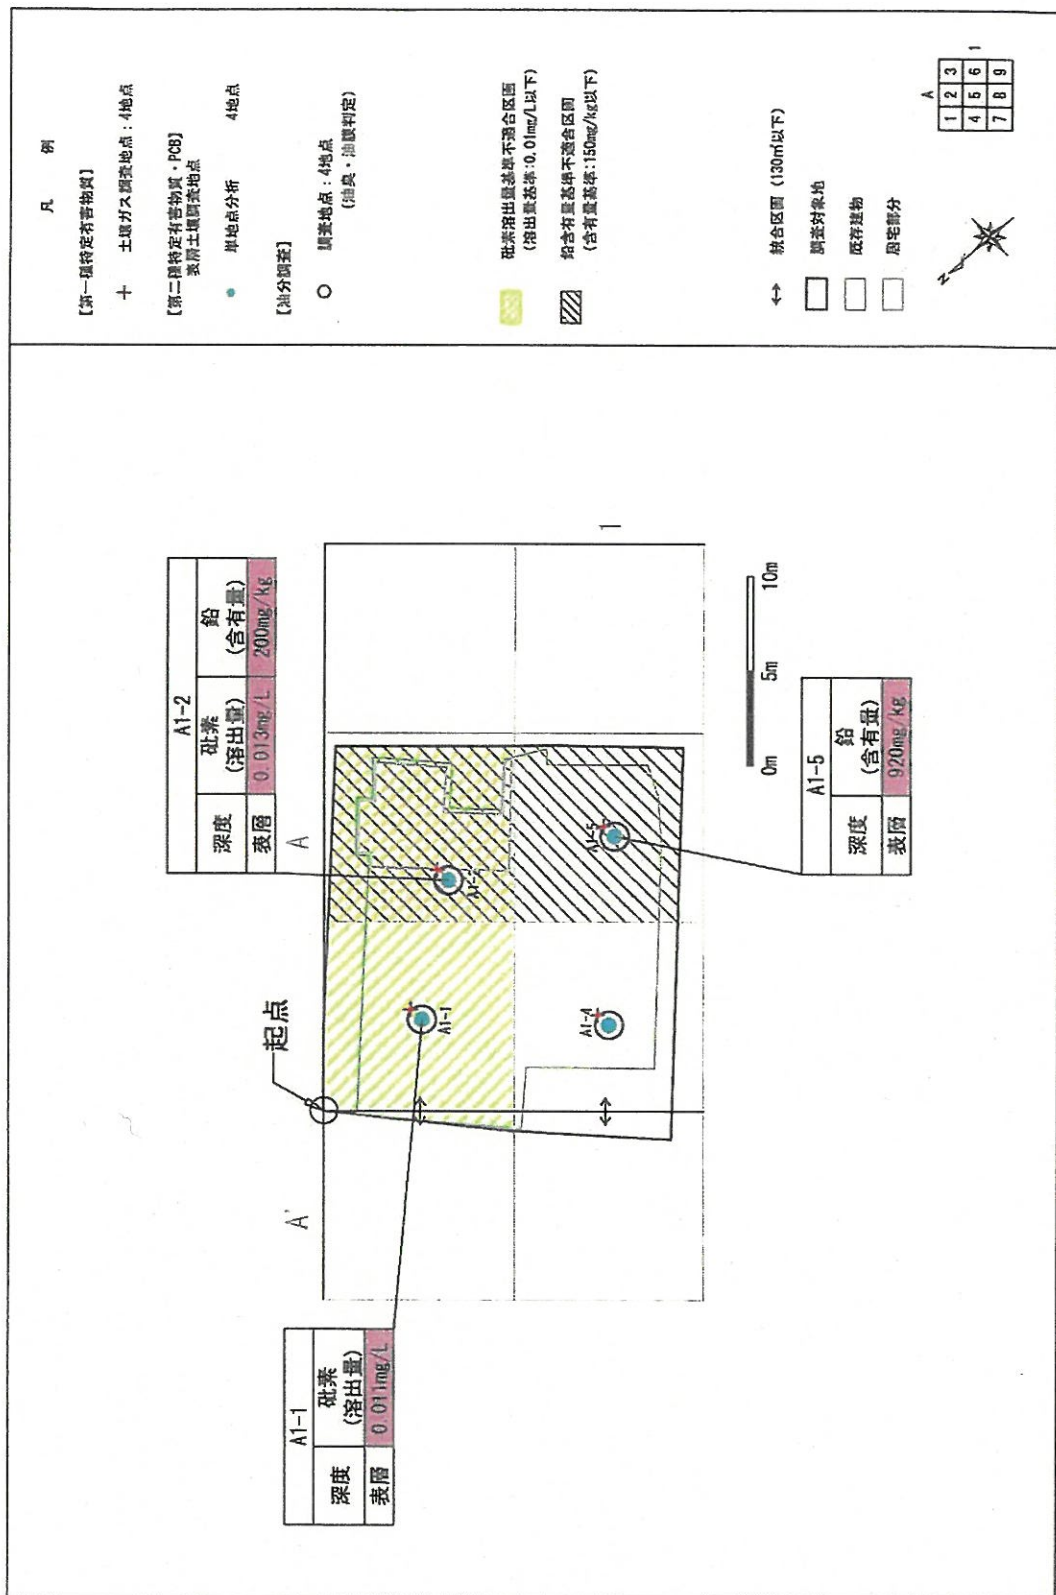 凡　例
【第一種特定有害物質】
＋　土壌ガス調査地点：4地点
【第二種特定有害物質・PCB】
表層土壌調査地点
単地点分析　4地点
【油分調査】
調査地点：4地点
(油臭・油膜判定)
砒素溶出量基準不適合区画
(溶出量基準:0.01mg/L以下)
鉛含有量基準不適合区画
(含有量基準:150mg/kg以下)
↔　統合区画 (130㎡以下)
調査対象地
既存建物
居宅部分
N
A
1 2 3
4 5 6 1
7 8 9
A1-1
深度 砒素
(溶出量)
表層 0.011mg/L
A1-2
深度 砒素
(溶出量) 鉛
(含有量)
表層 0.013mg/L 200mg/kg
A' A
起点
1
A1-1
A1-2
A1-4
A1-5
0m 5m 10m
A1-5
深度 鉛
(含有量)
表層 920mg/kg